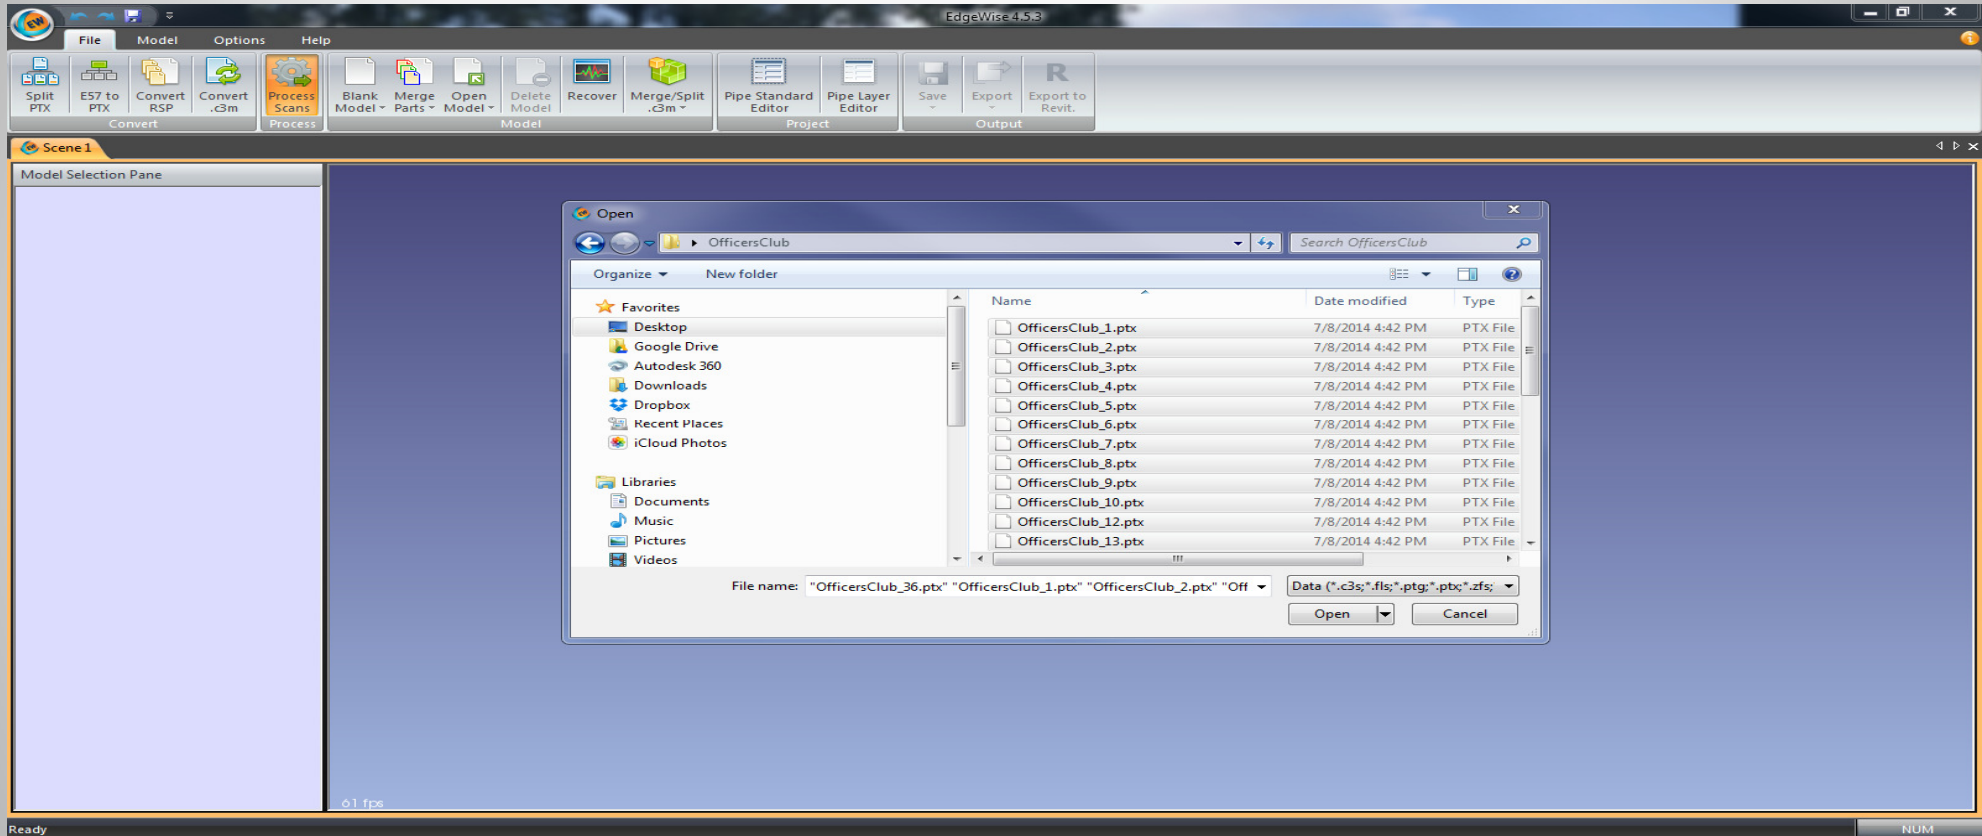 EdgeWise 4.5.3
EW
File Model Options Help
Split PTX
E57 to PTX
Convert RSP
Convert .c3m
Process Scans
Blank Model
Merge Parts
Open Model
Delete Model
Recover
Merge/Split .c3m
Pipe Standard Editor
Pipe Layer Editor
Save
Export
Export to Revit.
Convert Process Model Project Output
Scene 1
Model Selection Pane
Open
OfficersClub
Search OfficersClub
Organize New folder
Favorites
Desktop
Google Drive
Autodesk 360
Downloads
Dropbox
Recent Places
iCloud Photos
Libraries
Documents
Music
Pictures
Videos
Name Date modified Type
OfficersClub_1.ptx 7/8/2014 4:42 PM PTX File
OfficersClub_2.ptx 7/8/2014 4:42 PM PTX File
OfficersClub_3.ptx 7/8/2014 4:42 PM PTX File
OfficersClub_4.ptx 7/8/2014 4:42 PM PTX File
OfficersClub_5.ptx 7/8/2014 4:42 PM PTX File
OfficersClub_6.ptx 7/8/2014 4:42 PM PTX File
OfficersClub_7.ptx 7/8/2014 4:42 PM PTX File
OfficersClub_8.ptx 7/8/2014 4:42 PM PTX File
OfficersClub_9.ptx 7/8/2014 4:42 PM PTX File
OfficersClub_10.ptx 7/8/2014 4:42 PM PTX File
OfficersClub_12.ptx 7/8/2014 4:42 PM PTX File
OfficersClub_13.ptx 7/8/2014 4:42 PM PTX File
File name: "OfficersClub_36.ptx" "OfficersClub_1.ptx" "OfficersClub_2.ptx" "Off
Data (*.c3s;*.fls;*.ptg;*.ptx;*.zfs;
Open Cancel
61 fps
Ready NUM